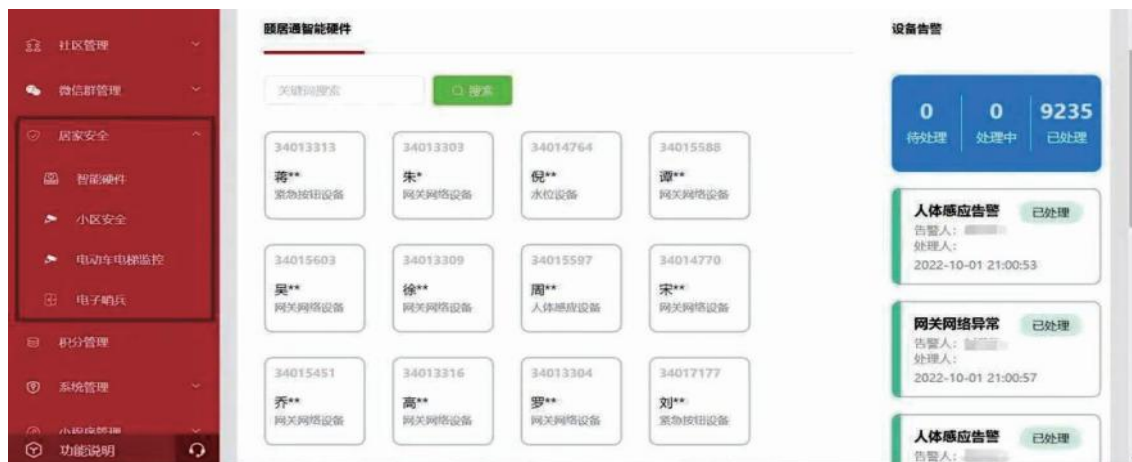 社区管理
微信群管理
居家安全
智能硬件
小区安全
电动车电梯监控
电子哨兵
积分管理
系统管理
小程序管理
功能说明
颐居通智能硬件
关键词搜索
搜索
34013313
蒋**
紧急按钮设备
34013303
朱*
网关网络设备
34014764
倪**
水位设备
34015588
谭**
网关网络设备
34015603
吴**
网关网络设备
34013309
徐**
网关网络设备
34015597
周**
人体感应设备
34014770
宋**
网关网络设备
34015451
乔**
网关网络设备
34013316
高**
网关网络设备
34013304
罗**
网关网络设备
34017177
刘**
紧急按钮设备
设备告警
0
待处理
0
处理中
9235
已处理
人体感应告警 已处理
告警人：
处理人：
2022-10-01 21:00:53
网关网络异常 已处理
告警人：
处理人：
2022-10-01 21:00:57
人体感应告警 已处理
告警人：